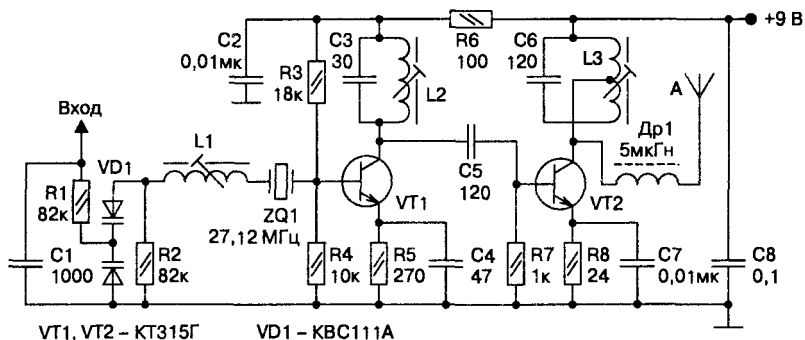 +9 В
C2
0,01мк
R3
18к
C3
30
L2
R6
100
C6
120
L3
A
Др1
5мкГн
Вход
VD1
L1
R1
82к
C5
120
VT1
VT2
ZQ1
27,12 МГц
C1
1000
R2
82к
R4
10к
R5
270
C4
47
R7
1к
R8
24
C7
0,01мк
C8
0,1
VT1, VT2 – КТ315Г
VD1 – КВС111А